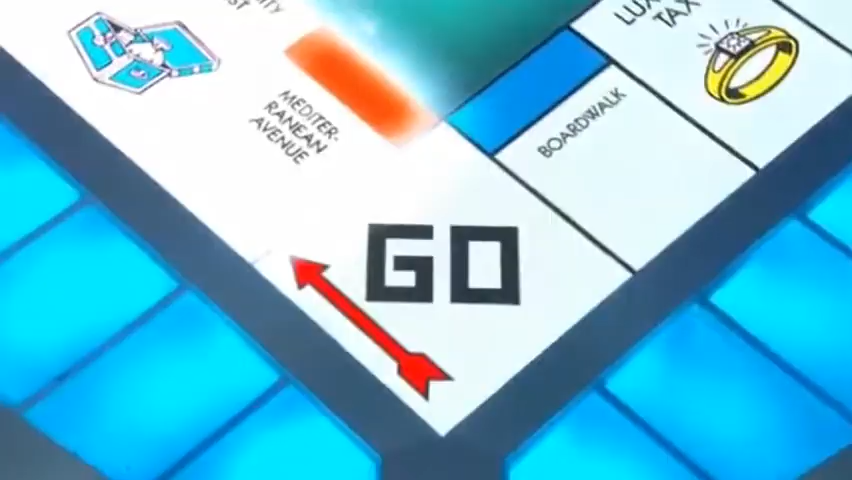 MEDITER-
RANEAN
AVENUE
BOARDWALK
TAX
GO